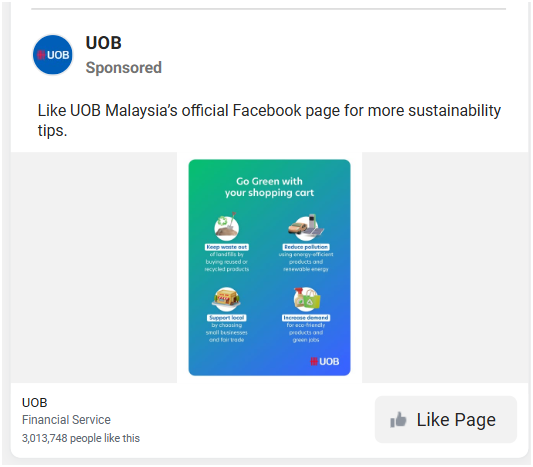 UOB
UOB
Sponsored
Like UOB Malaysia’s official Facebook page for more sustainability
tips.
Go Green with
your shopping cart
Keep waste out
of landfills by
buying reused or
recycled products
Reduce pollution
using energy-efficient
products and
renewable energy
Support local
by choosing
small businesses
and fair trade
Increase demand
for eco-friendly
products and
green jobs
UOB
UOB
Financial Service
3,013,748 people like this
Like Page